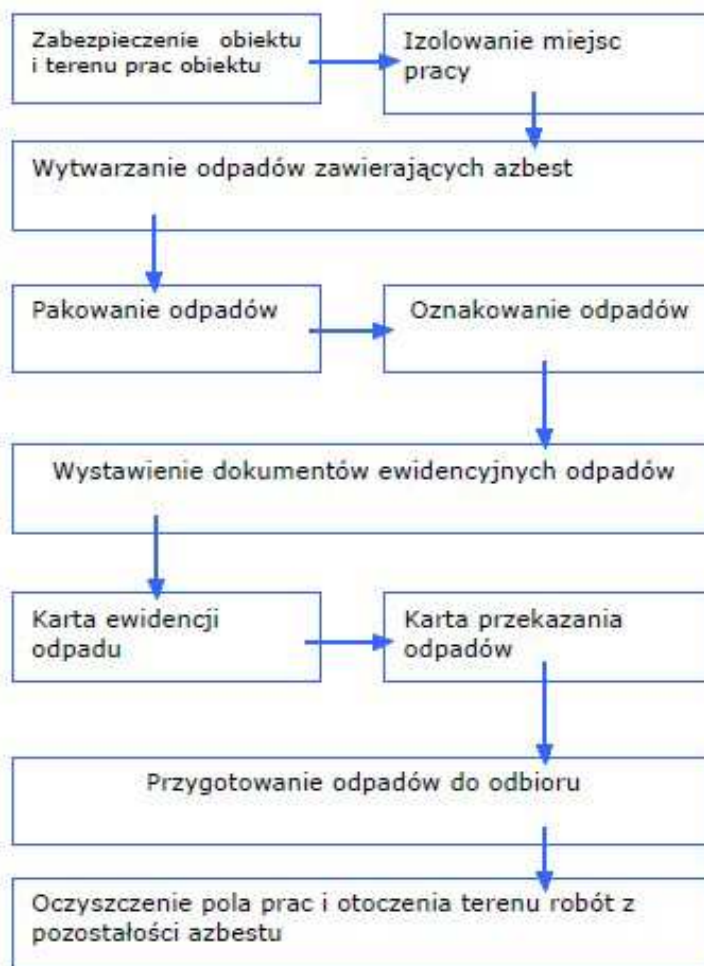 Zabezpieczenie obiektu
i terenu prac obiektu
Izolowanie miejsc
pracy
Wytwarzanie odpadów zawierających azbest
Pakowanie odpadów
Oznakowanie odpadów
Wystawienie dokumentów ewidencyjnych odpadów
Karta ewidencji
odpadu
Karta przekazania
odpadów
Przygotowanie odpadów do odbioru
Oczyszczenie pola prac i otoczenia terenu robót z
pozostałości azbestu